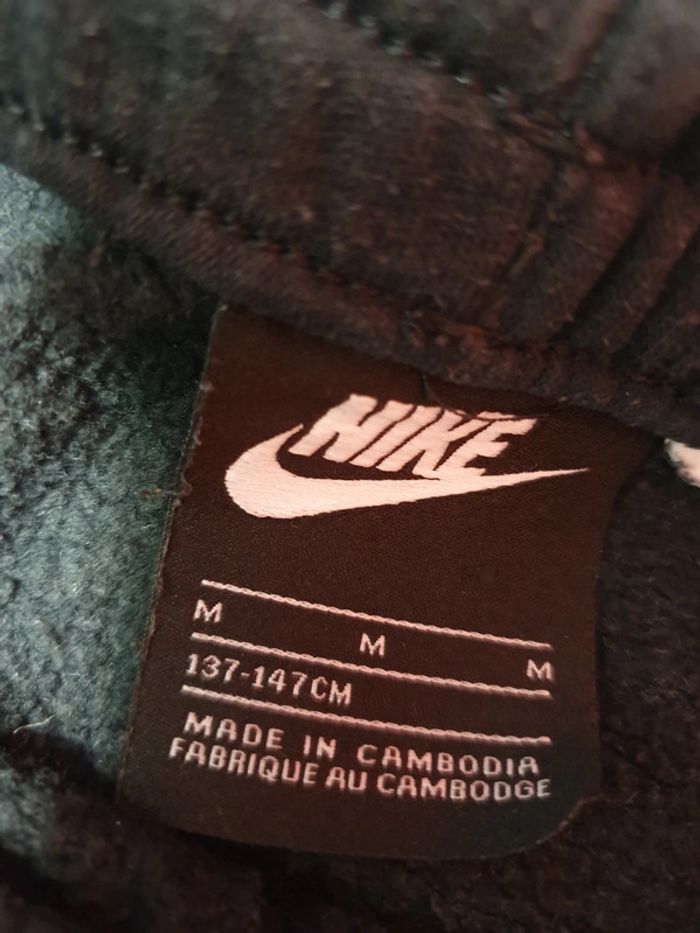 NIKE
M M M
137-147CM
MADE IN CAMBODIA
FABRIQUE AU CAMBODGE